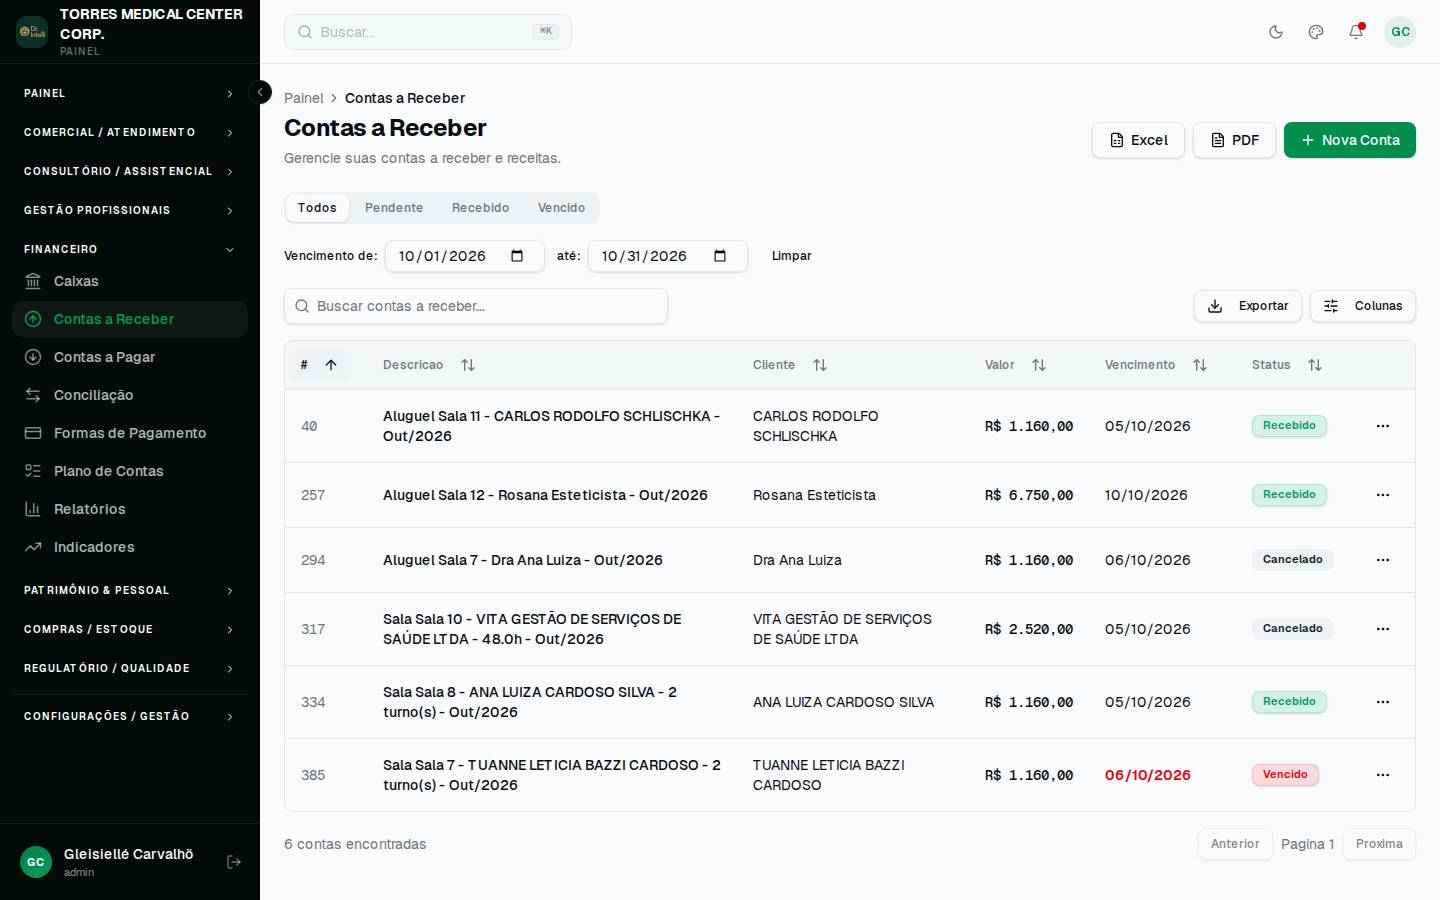 Dr. Intelli
TORRES MEDICAL CENTER
CORP.
PAINEL
PAINEL
COMERCIAL / ATENDIMENTO
CONSULTÓRIO / ASSISTENCIAL
GESTÃO PROFISSIONAIS
FINANCEIRO
Caixas
Contas a Receber
Contas a Pagar
Conciliação
Formas de Pagamento
Plano de Contas
Relatórios
Indicadores
PATRIMÔNIO & PESSOAL
COMPRAS / ESTOQUE
REGULATÓRIO / QUALIDADE
CONFIGURAÇÕES / GESTÃO
GC
Gleisiellé Carvalhö
admin
Buscar...
⌘K
GC
Painel > Contas a Receber
Contas a Receber
Gerencie suas contas a receber e receitas.
Excel
PDF
+ Nova Conta
Todos
Pendente
Recebido
Vencido
Vencimento de: 10/01/2026 até: 10/31/2026 Limpar
Buscar contas a receber...
Exportar
Colunas
# Descricao Cliente Valor Vencimento Status
40 Aluguel Sala 11 - CARLOS RODOLFO SCHLISCHKA - CARLOS RODOLFO R$ 1.160,00 05/10/2026 Recebido
Out/2026 SCHLISCHKA
257 Aluguel Sala 12 - Rosana Esteticista - Out/2026 Rosana Esteticista R$ 6.750,00 10/10/2026 Recebido
294 Aluguel Sala 7 - Dra Ana Luiza - Out/2026 Dra Ana Luiza R$ 1.160,00 06/10/2026 Cancelado
317 Sala Sala 10 - VITA GESTÃO DE SERVIÇOS DE VITA GESTÃO DE SERVIÇOS R$ 2.520,00 05/10/2026 Cancelado
SAÚDE LTDA - 48.0h - Out/2026 DE SAÚDE LTDA
334 Sala Sala 8 - ANA LUIZA CARDOSO SILVA - 2 ANA LUIZA CARDOSO SILVA R$ 1.160,00 05/10/2026 Recebido
turno(s) - Out/2026
385 Sala Sala 7 - TUANNE LETICIA BAZZI CARDOSO - 2 TUANNE LETICIA BAZZI R$ 1.160,00 06/10/2026 Vencido
turno(s) - Out/2026 CARDOSO
6 contas encontradas
Anterior Pagina 1 Proxima